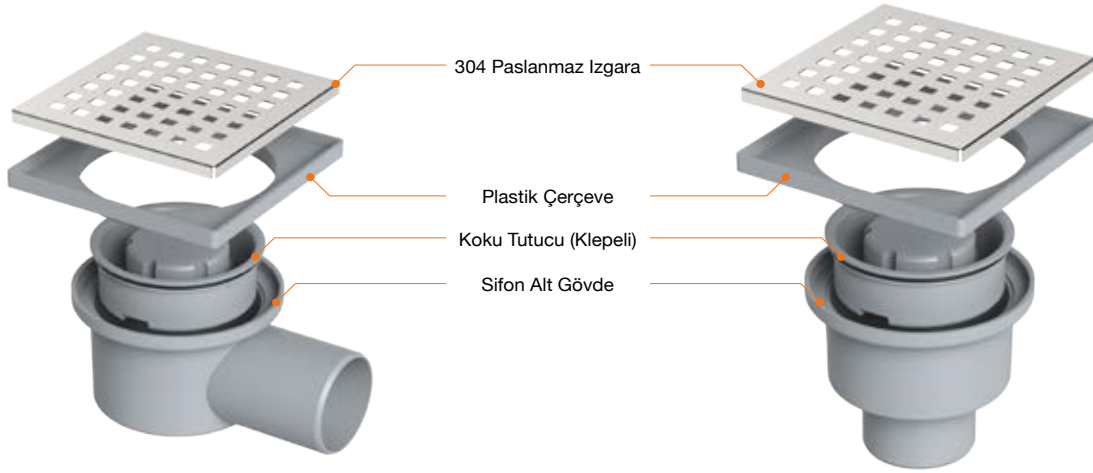 304 Paslanmaz Izgara
Plastik Çerçeve
Koku Tutucu (Klepeli)
Sifon Alt Gövde